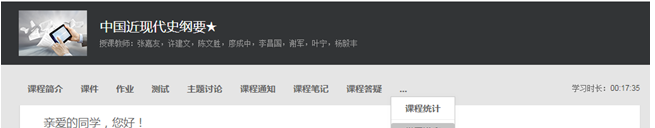 中国近现代史纲要★
授课教师：张嘉友，许建文，陈文胜，廖成中，李昌国，谢军，叶宁，杨毅丰
课程简介 课件 作业 测试 主题讨论 课程通知 课程笔记 课程答疑 ... 学习时长：00:17:35
课程统计
亲爱的同学，您好！